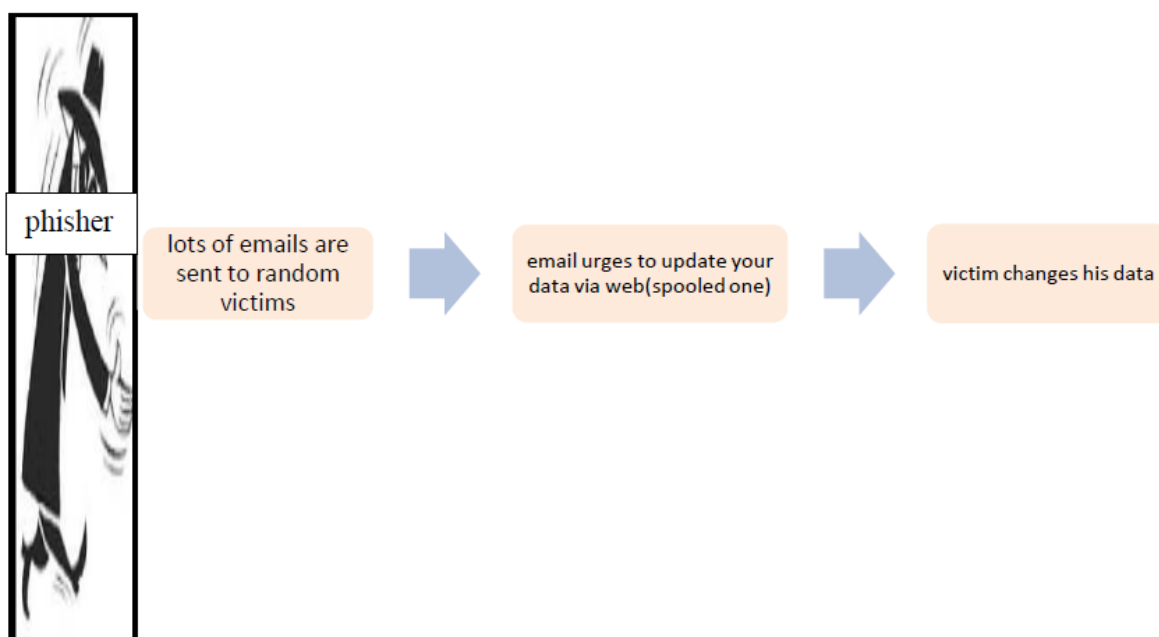 phisher
lots of emails are
sent to random
victims
email urges to update your
data via web(spooled one)
victim changes his data